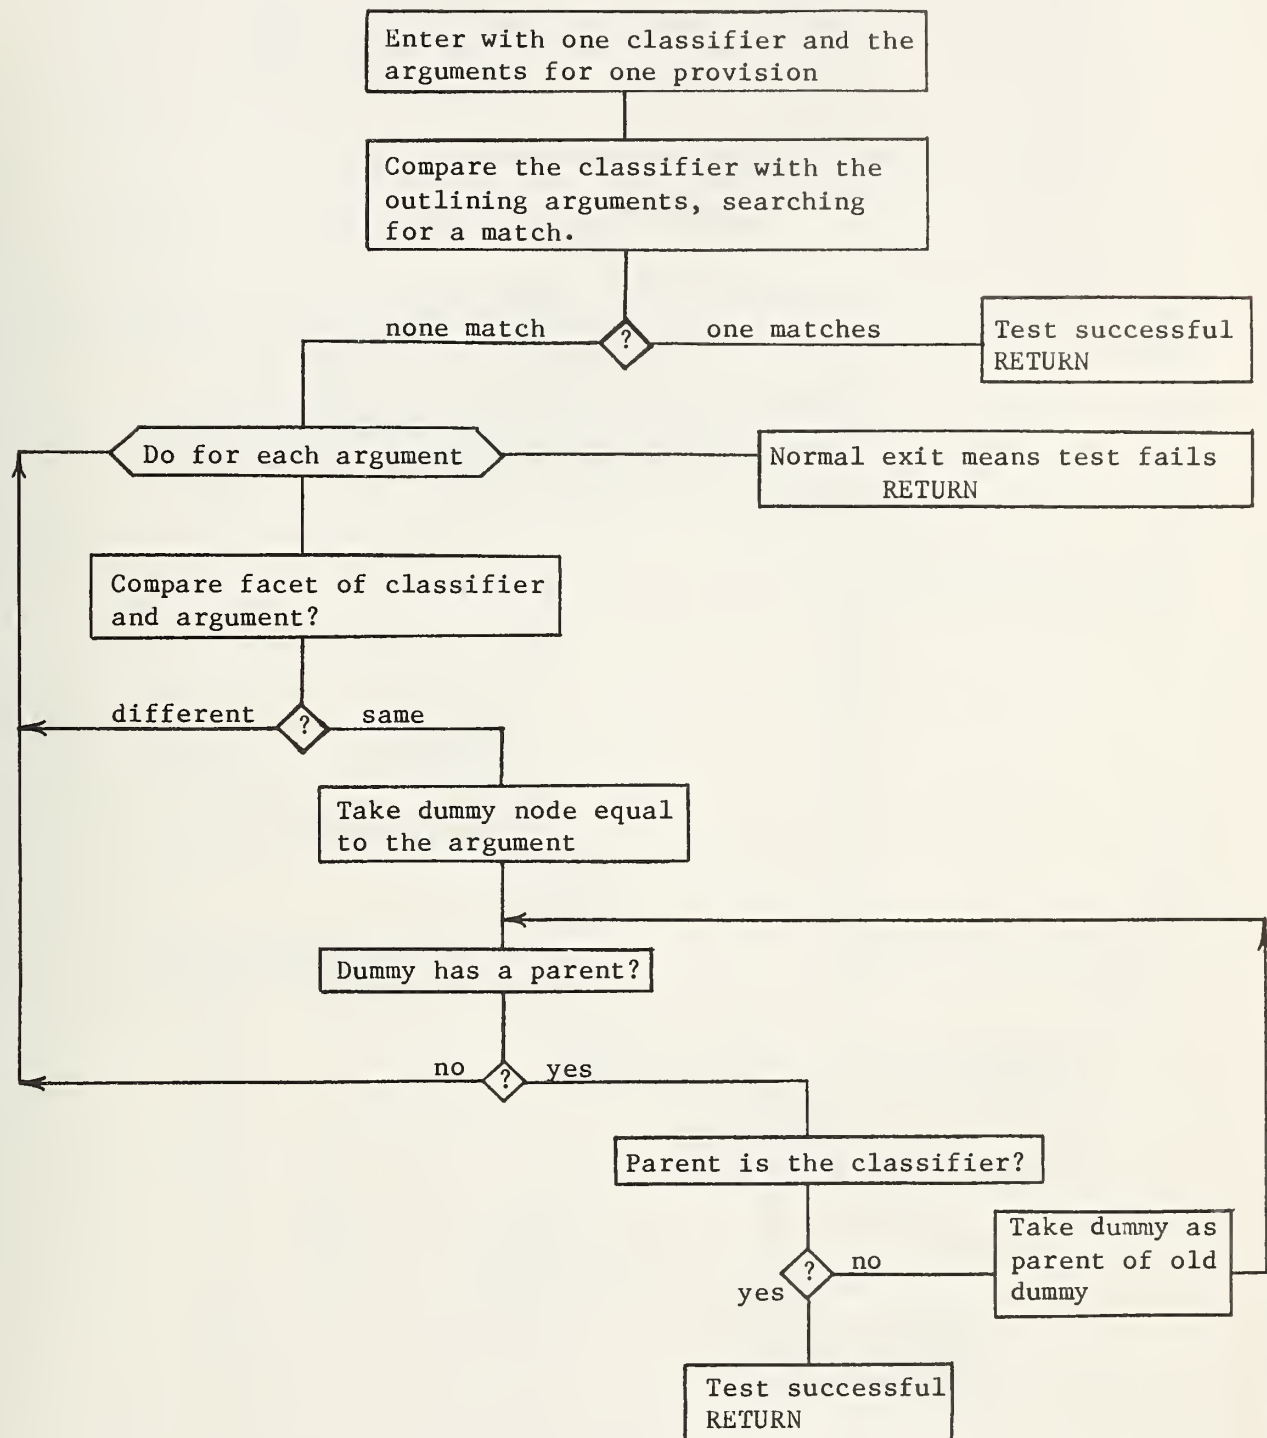 Enter with one classifier and the
arguments for one provision
Compare the classifier with the
outlining arguments, searching
for a match.
none match
?
one matches
Test successful
RETURN
Do for each argument
Normal exit means test fails
RETURN
Compare facet of classifier
and argument?
different
?
same
Take dummy node equal
to the argument
Dummy has a parent?
no
?
yes
Parent is the classifier?
?
no
yes
Take dummy as
parent of old
dummy
Test successful
RETURN